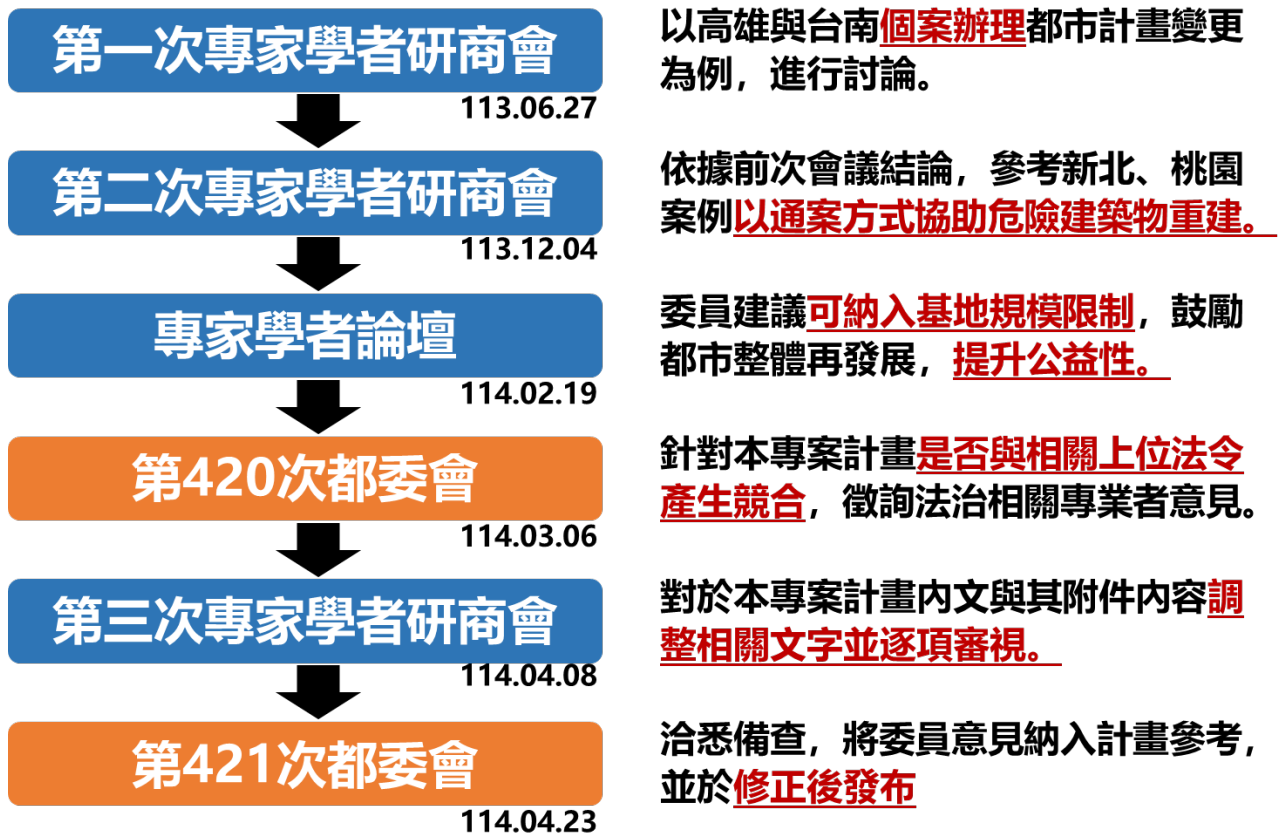 第一次專家學者研商會
113.06.27
以高雄與台南個案辦理都市計畫變更
為例，進行討論。
第二次專家學者研商會
113.12.04
依據前次會議結論，參考新北、桃園
案例以通案方式協助危險建築物重建。
專家學者論壇
114.02.19
委員建議可納入基地規模限制，鼓勵
都市整體再發展，提升公益性。
第420次都委會
114.03.06
針對本專案計畫是否與相關上位法令
產生競合，徵詢法治相關專業者意見。
第三次專家學者研商會
114.04.08
對於本專案計畫內文與其附件內容調
整相關文字並逐項審視。
第421次都委會
114.04.23
洽悉備查，將委員意見納入計畫參考，
並於修正後發布